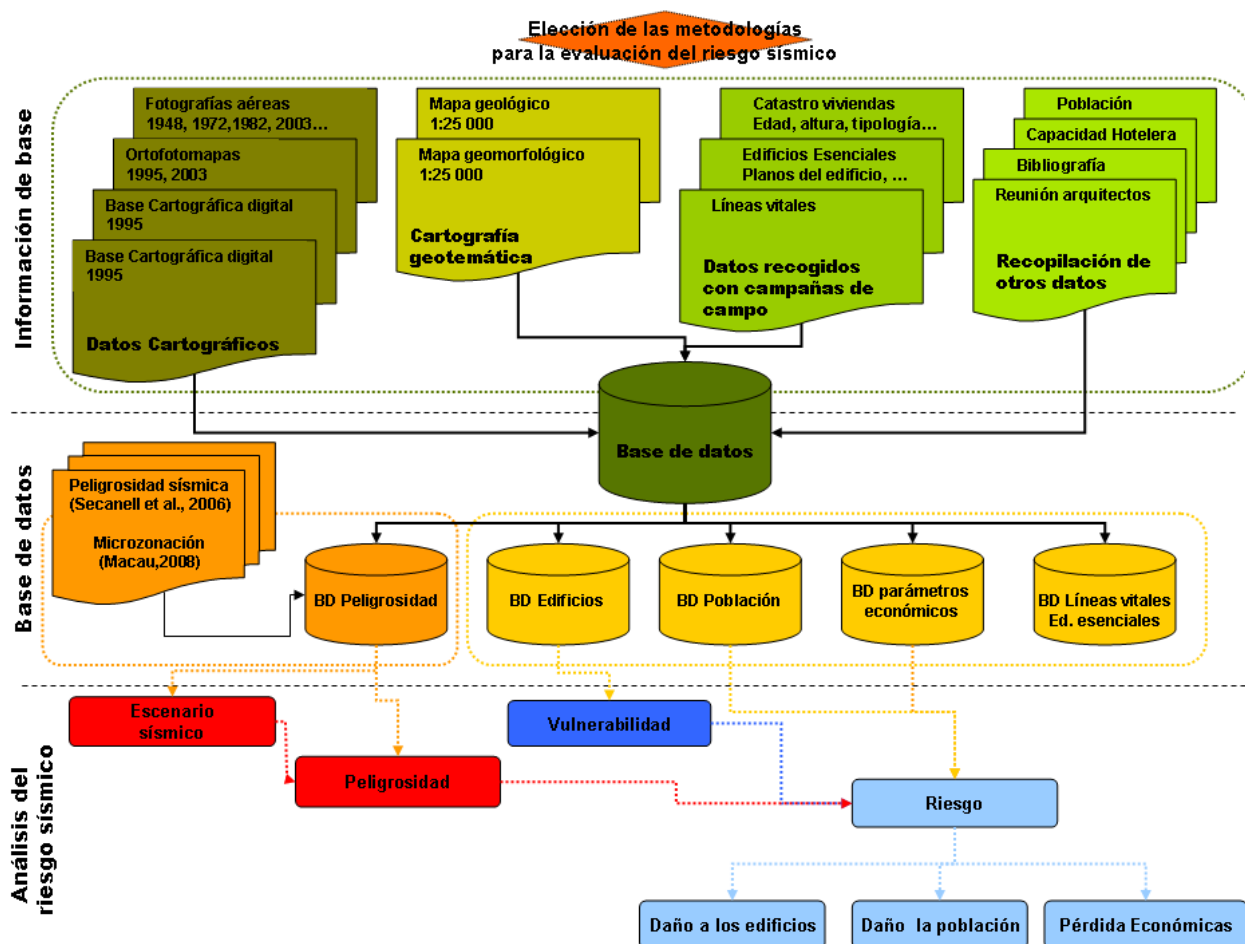 Elección de las metodologías
para la evaluación del riesgo sísmico
Información de base
Fotografías aéreas
1948, 1972,1982, 2003...
Ortofotomapas
1995, 2003
Base Cartográfica digital
1995
Base Cartográfica digital
1995
Datos Cartográficos
Mapa geológico
1:25 000
Mapa geomorfológico
1:25 000
Cartografía
geotemática
Catastro viviendas
Edad, altura, tipología...
Edificios Esenciales
Planos del edificio, ...
Líneas vitales
Datos recogidos
con campañas de
campo
Población
Capacidad Hotelera
Bibliografía
Reunión arquitectos
Recopilación de
otros datos
Base de datos
Base de datos
Peligrosidad sísmica
(Secanell et al., 2006)
Microzonación
(Macau,2008)
BD Peligrosidad
BD Edificios
BD Población
BD parámetros
económicos
BD Líneas vitales
Ed. esenciales
Análisis del
riesgo sísmico
Escenario
sísmico
Peligrosidad
Vulnerabilidad
Riesgo
Daño a los edificios
Daño la población
Pérdida Económicas